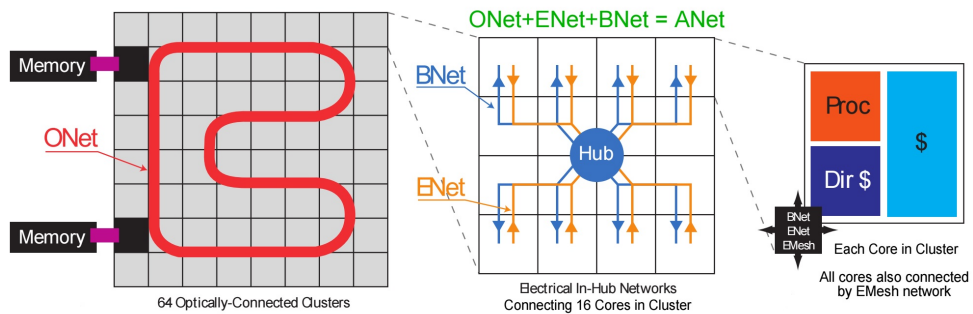 ONet+ENet+BNet = ANet
Memory
BNet
Proc
ONet
Hub
$
Dir $
ENet
Memory
BNet
ENet
EMesh
Each Core in Cluster
All cores also connected
by EMesh network
64 Optically-Connected Clusters
Electrical In-Hub Networks
Connecting 16 Cores in Cluster